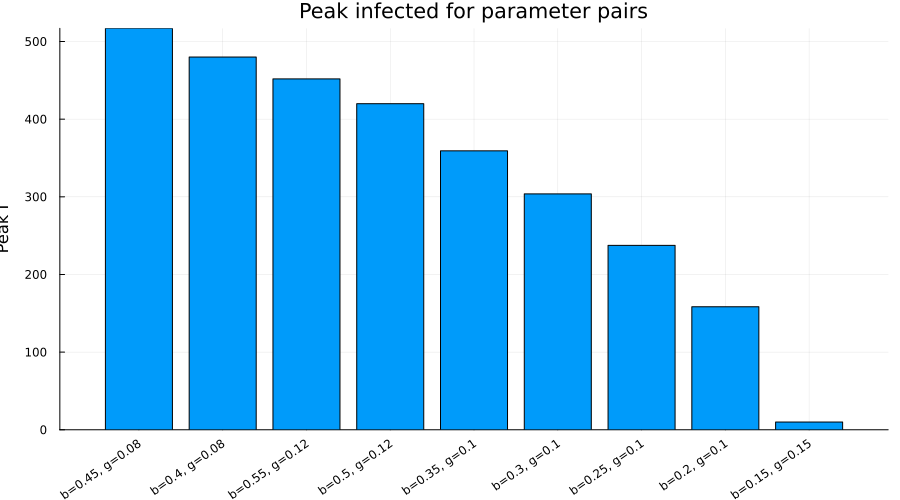 Peak infected for parameter pairs
500
400
300
200
100
0
Peak I
b=0.45, g=0.08
b=0.4, g=0.08
b=0.55, g=0.12
b=0.5, g=0.12
b=0.35, g=0.1
b=0.3, g=0.1
b=0.25, g=0.1
b=0.2, g=0.1
b=0.15, g=0.15